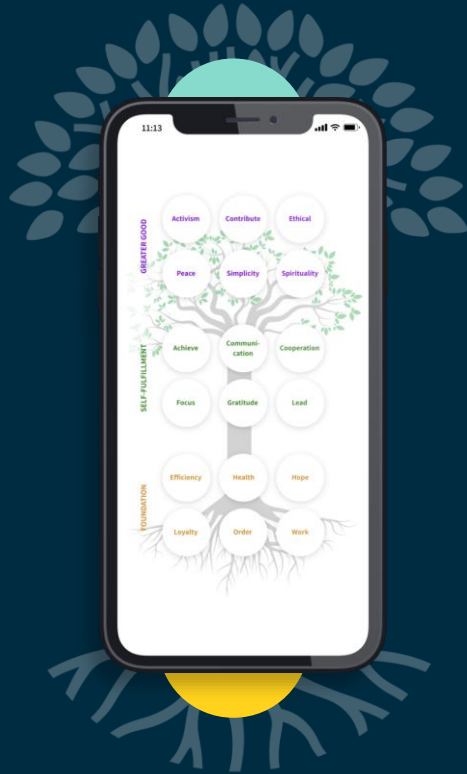 11:13
GREATER GOOD
Activism Contribute Ethical
Peace Simplicity Spirituality
SELF-FULFILLMENT
Achieve Communi-
cation Cooperation
Focus Gratitude Lead
FOUNDATION
Efficiency Health Hope
Loyalty Order Work